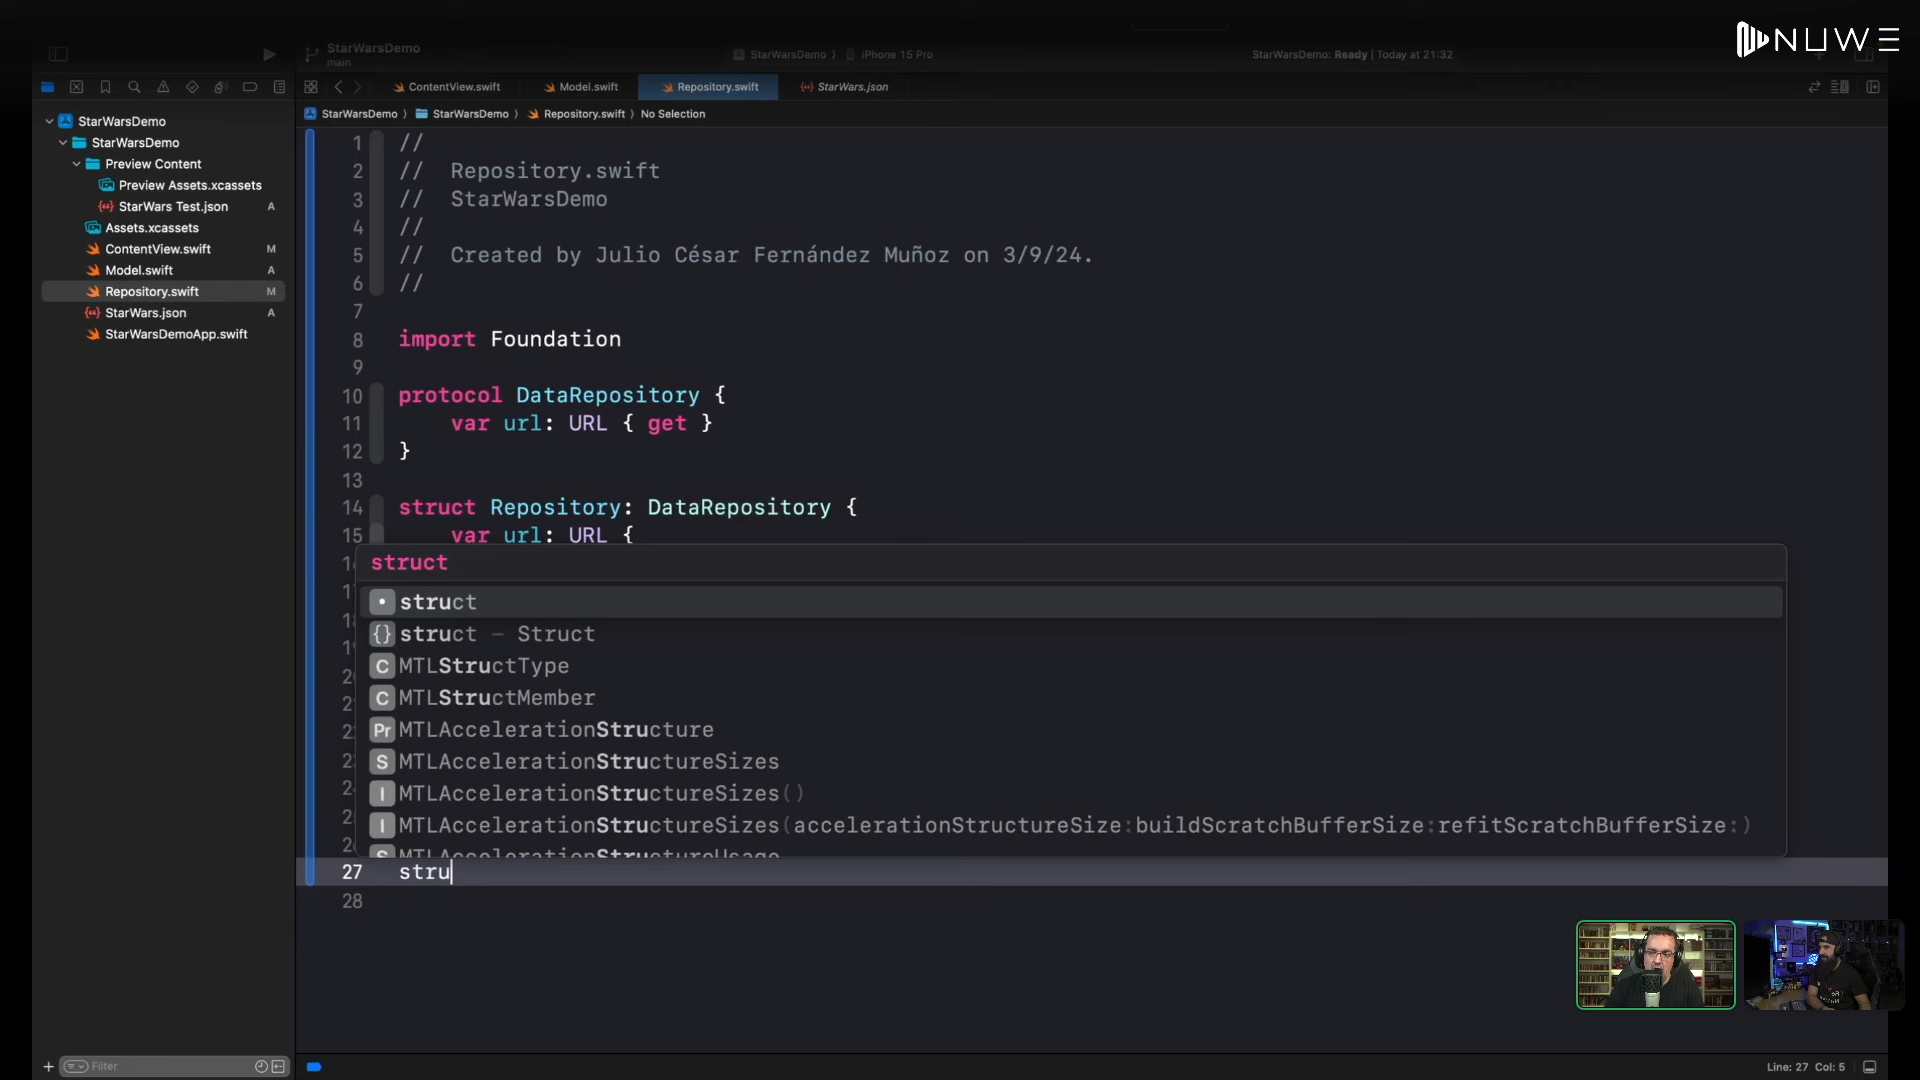 NUWE
StarWarsDemo
main
StarWarsDemo 〉 iPhone 15 Pro
StarWarsDemo: Ready | Today at 21:32
ContentView.swift
Model.swift
Repository.swift
StarWars.json
StarWarsDemo 〉 StarWarsDemo 〉 Repository.swift 〉 No Selection
StarWarsDemo
StarWarsDemo
Preview Content
Preview Assets.xcassets
StarWars Test.json A
Assets.xcassets
ContentView.swift M
Model.swift A
Repository.swift M
StarWars.json A
StarWarsDemoApp.swift
1 //
2 // Repository.swift
3 // StarWarsDemo
4 //
5 // Created by Julio César Fernández Muñoz on 3/9/24.
6 //
7
8 import Foundation
9
10 protocol DataRepository {
11 var url: URL { get }
12 }
13
14 struct Repository: DataRepository {
15 var url: URL {
struct
struct
{} struct – Struct
C MTLStructType
C MTLStructMember
Pr MTLAccelerationStructure
S MTLAccelerationStructureSizes
I MTLAccelerationStructureSizes()
I MTLAccelerationStructureSizes(accelerationStructureSize:buildScratchBufferSize:refitScratchBufferSize:)
S MTLAccelerationStructureUsage
27 stru
28
Filter
Line: 27 Col: 5